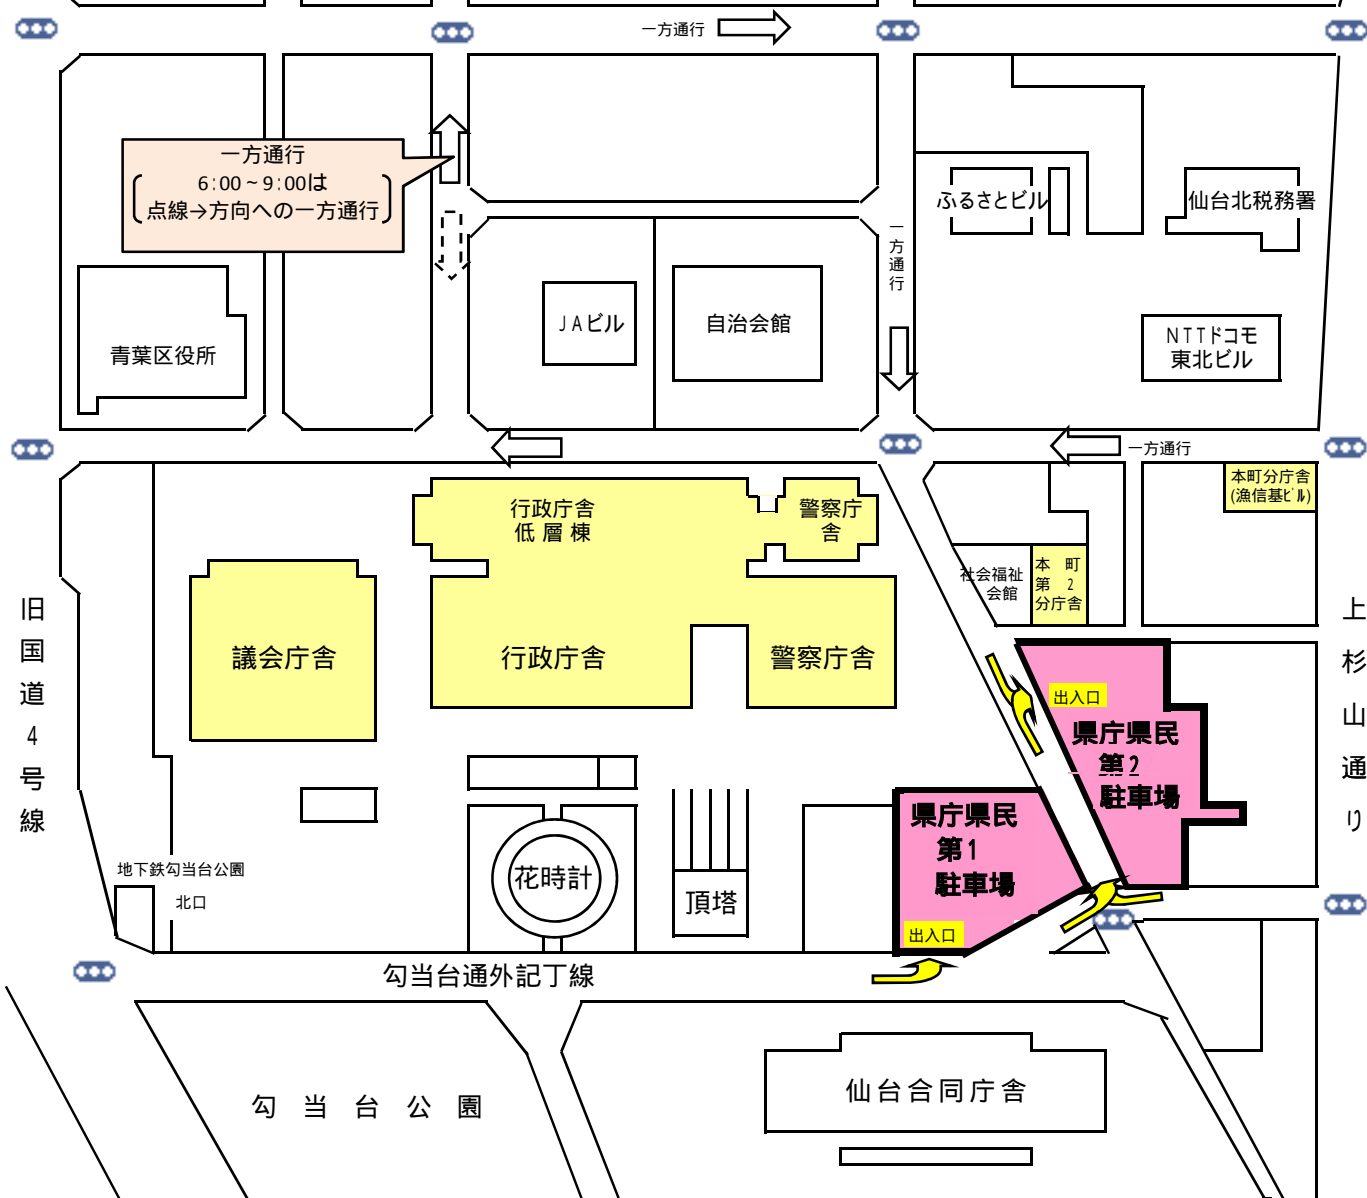 一方通行
一方通行
6:00～9:00は
点線→方向への一方通行
ふるさとビル
仙台北税務署
一方通行
青葉区役所
JAビル
自治会館
NTTドコモ
東北ビル
一方通行
本町分庁舎
(漁信基ビル)
行政庁舎
低層棟
警察庁
舎
社会福祉
会館
本町
第2
分庁舎
旧国道4号線
上杉山通り
議会庁舎
行政庁舎
警察庁舎
出入口
県庁県民
第2
駐車場
県庁県民
第1
駐車場
出入口
地下鉄勾当台公園
北口
花時計
頂塔
勾当台通外記丁線
勾当台公園
仙台合同庁舎